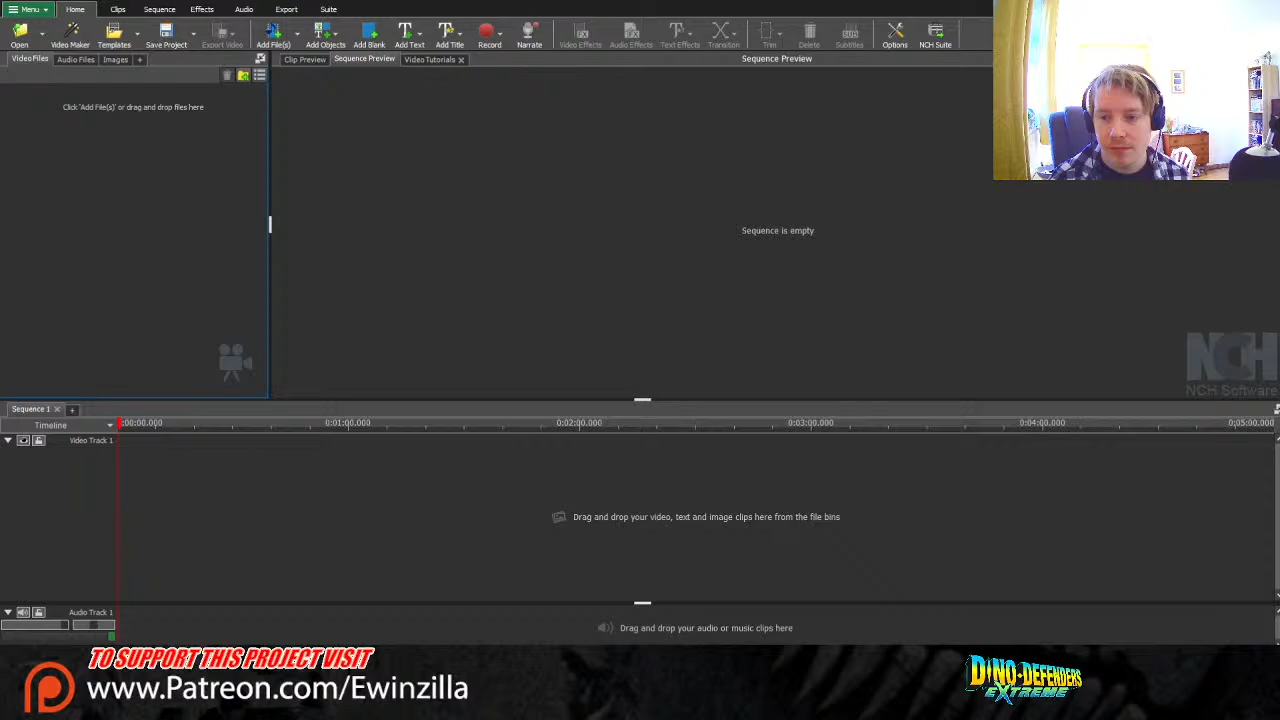 Menu Home Clips Sequence Effects Audio Export Suite
Open Video Maker Templates Save Project Export Video Add File(s) Add Objects Add Blank Add Text Add Title Record Narrate Video Effects Audio Effects Text Effects Transition Trim Delete Subtitles Options NCH Suite
Video Files Audio Files Images + Clip Preview Sequence Preview Video Tutorials Sequence Preview
Click 'Add File(s)' or drag and drop files here
Sequence is empty
NCH
NCH Software
Sequence 1 +
Timeline 0:00:00.000 0:01:00.000 0:02:00.000 0:03:00.000 0:04:00.000 0:05:00.000
Video Track 1
Drag and drop your video, text and image clips here from the file bins
Audio Track 1
Drag and drop your audio or music clips here
TO SUPPORT THIS PROJECT VISIT
www.Patreon.com/Ewinzilla
DINO-DEFENDERS
EXTREME